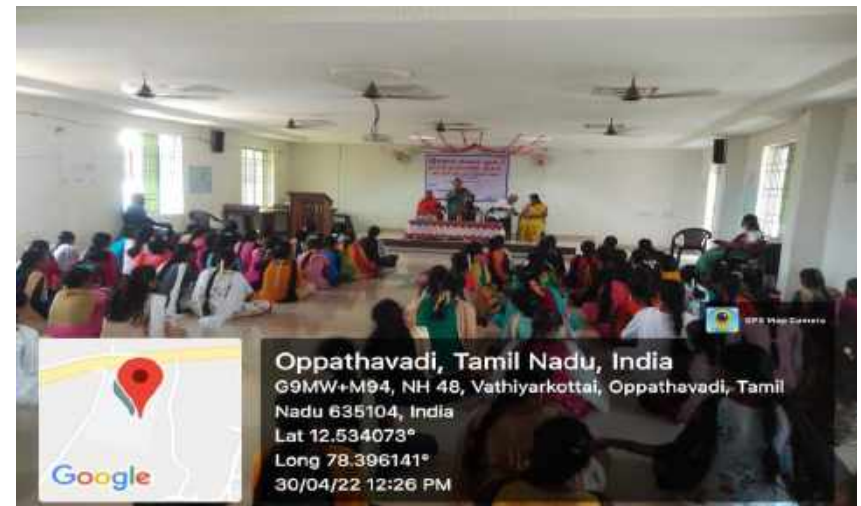 GPS Map Camera
Oppathavadi, Tamil Nadu, India
G9MW+M94, NH 48, Vathiyarkottai, Oppathavadi, Tamil
Nadu 635104, India
Lat 12.534073°
Long 78.396141°
30/04/22 12:26 PM
Google